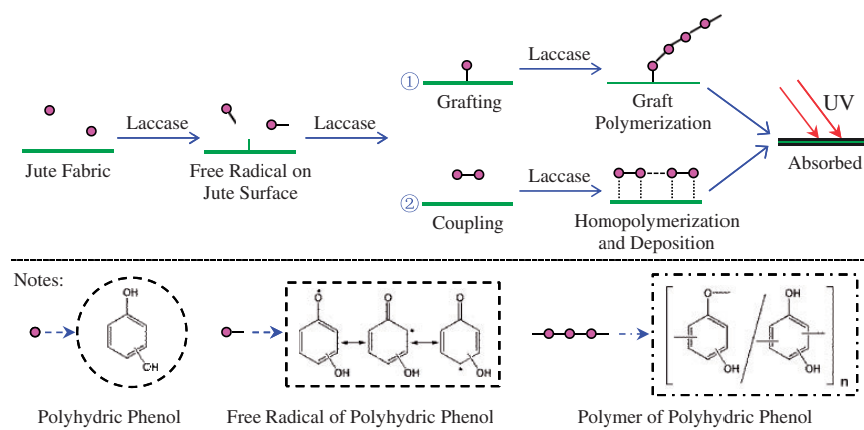 ① Laccase
UV
Grafting
Graft
Polymerization
Laccase
Laccase
Jute Fabric
Free Radical on
Jute Surface
Absorbed
② Laccase
Coupling
Homopolymerization
and Deposition
Notes:
OH
C·H
O
OH
O
OH
O
OH
O
OH
OH
OH
n
Polyhydric Phenol
Free Radical of Polyhydric Phenol
Polymer of Polyhydric Phenol